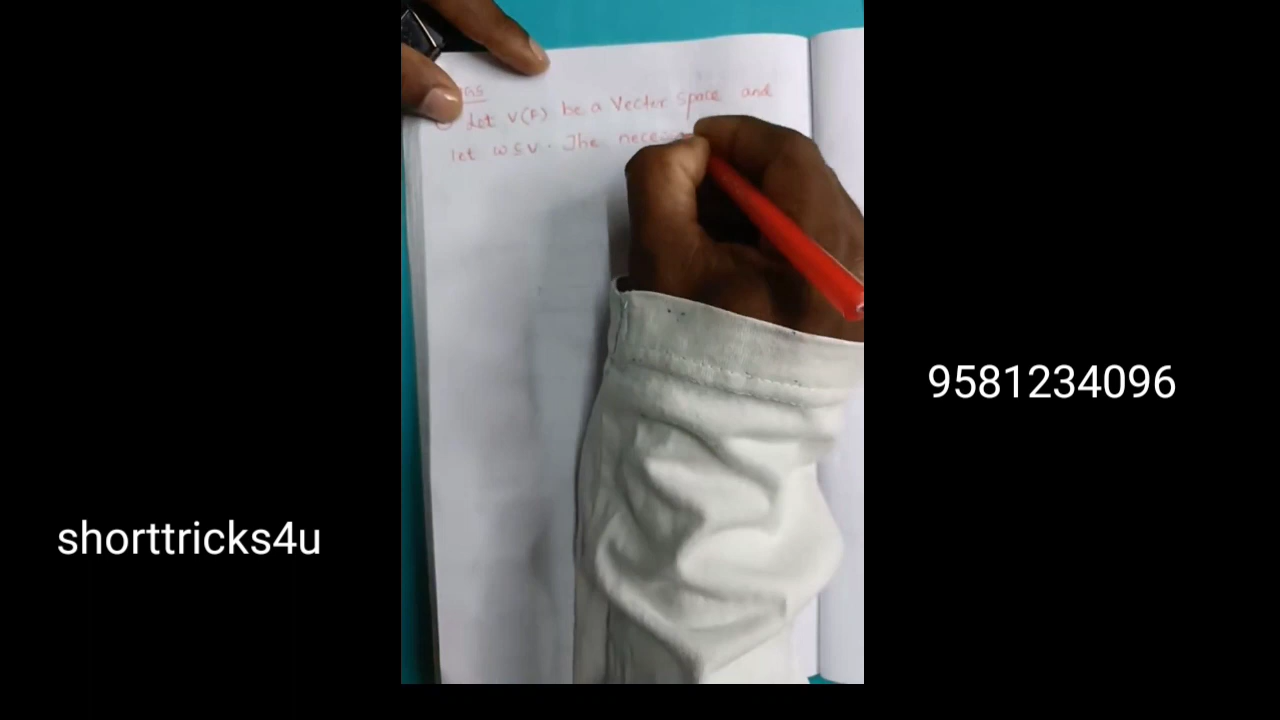 Let V(F) be a Vector space and
let W ⊆ V. The
9581234096
shorttricks4u